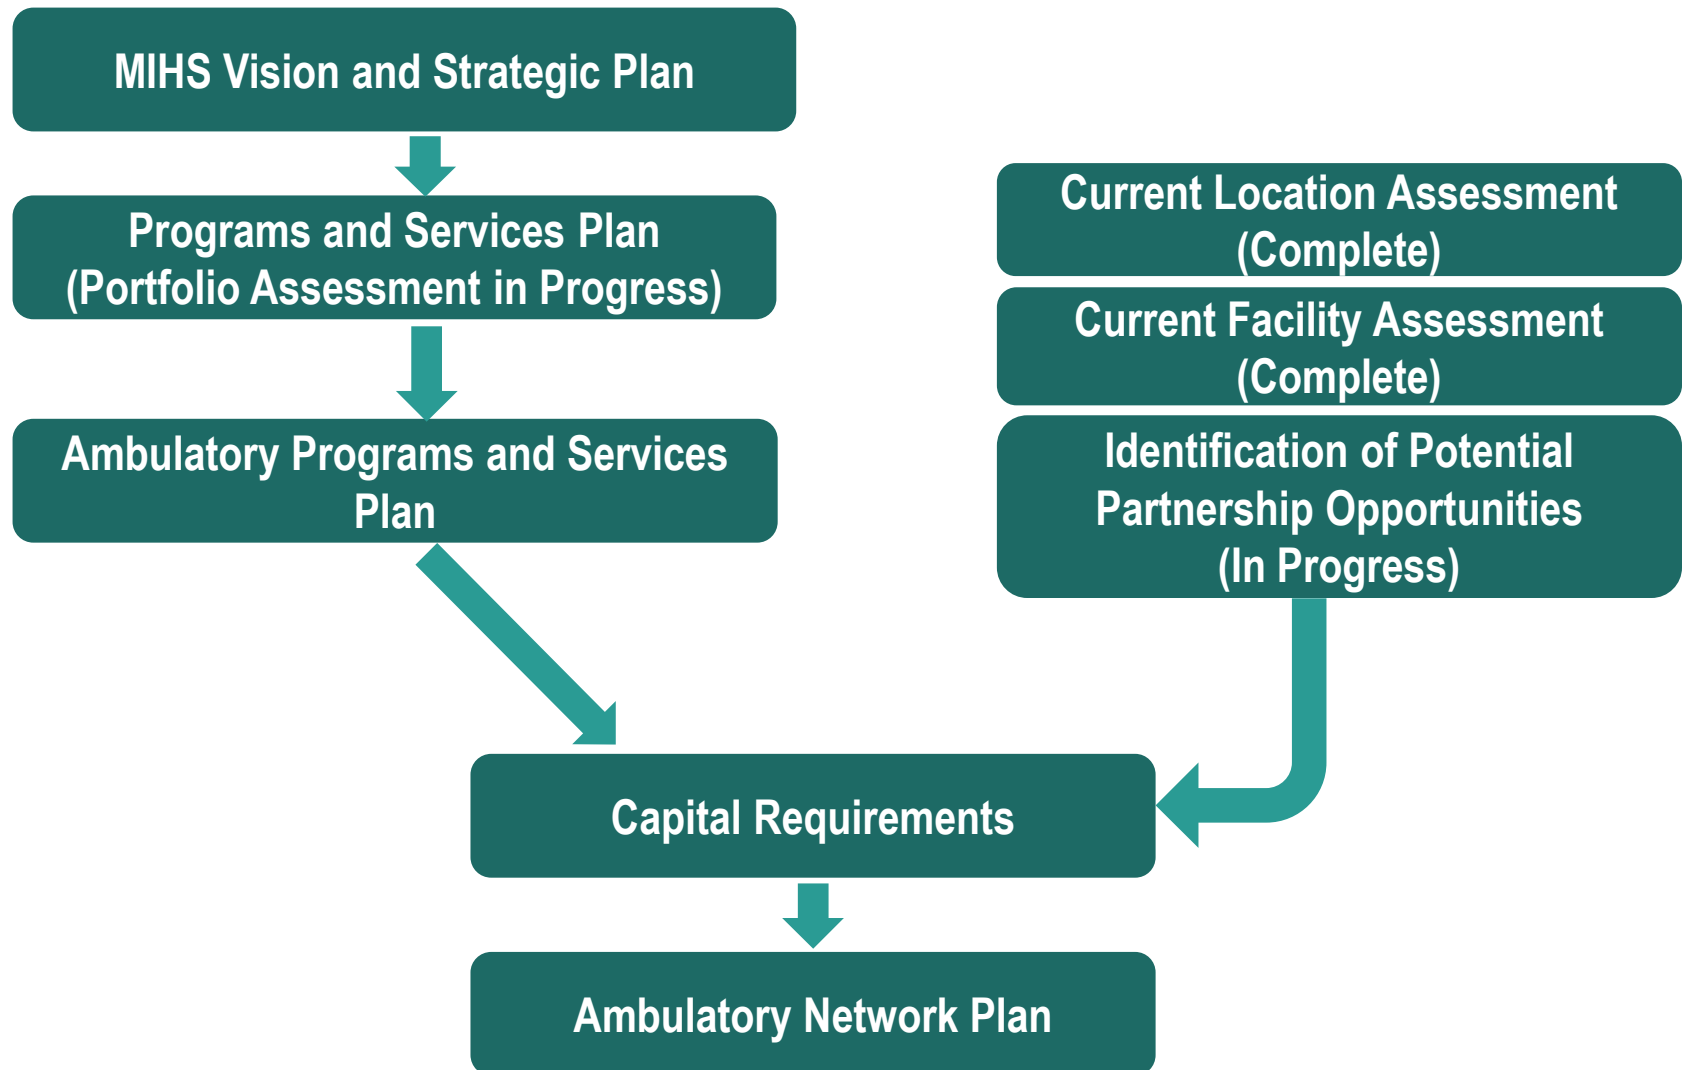 MIHS Vision and Strategic Plan
Programs and Services Plan
(Portfolio Assessment in Progress)
Ambulatory Programs and Services
Plan
Current Location Assessment
(Complete)
Current Facility Assessment
(Complete)
Identification of Potential
Partnership Opportunities
(In Progress)
Capital Requirements
Ambulatory Network Plan